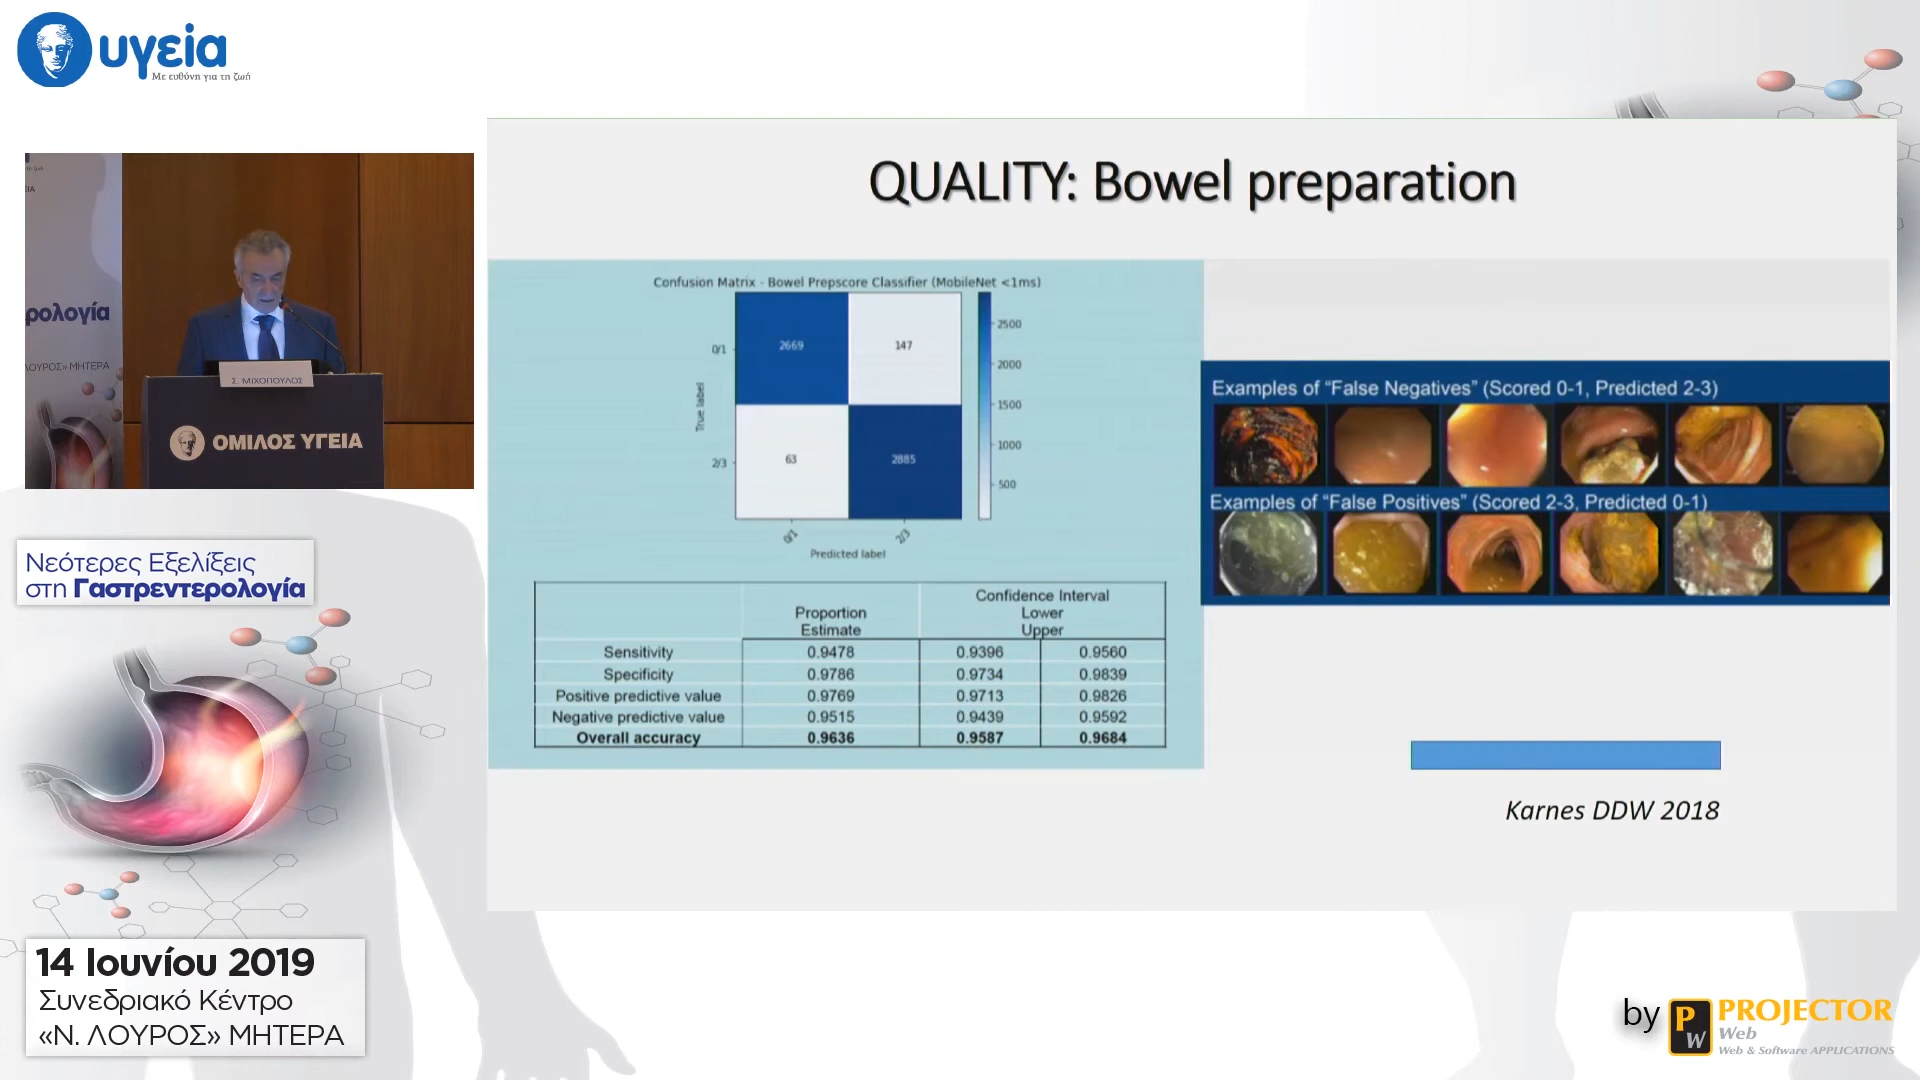 υγεία
Με ευθύνη για τη ζωή
ρολογία
ΛΟΥΡΟΣ» ΜΗΤΕΡΑ
Σ. ΜΙΧΟΠΟΥΛΟΣ
ΟΜΙΛΟΣ ΥΓΕΙΑ
Νεότερες Εξελίξεις
στη Γαστρεντερολογία
14 Ιουνίου 2019
Συνεδριακό Κέντρο
«Ν. ΛΟΥΡΟΣ» ΜΗΤΕΡΑ
QUALITY: Bowel preparation
Confusion Matrix - Bowel Prepscore Classifier (MobileNet <1ms)
True label
0/1
2669
147
2/3
63
2885
0/1
2/3
Predicted label
2500
2000
1500
1000
500
Proportion Estimate
Confidence Interval
Lower
Upper
Sensitivity 0.9478 0.9396 0.9560
Specificity 0.9786 0.9734 0.9839
Positive predictive value 0.9769 0.9713 0.9826
Negative predictive value 0.9515 0.9439 0.9592
Overall accuracy 0.9636 0.9587 0.9684
Examples of “False Negatives” (Scored 0-1, Predicted 2-3)
Examples of “False Positives” (Scored 2-3, Predicted 0-1)
Karnes DDW 2018
by PROJECTOR
Web
Web & Software APPLICATIONS
PW